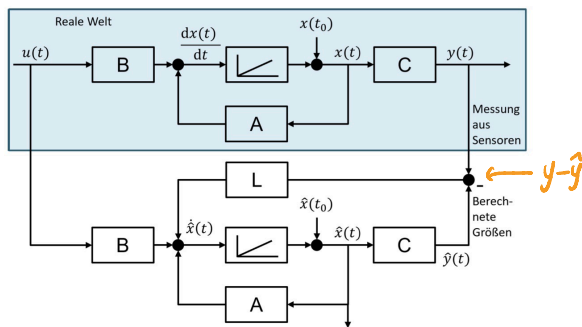 Reale Welt
u(t)
B
dx(t)
dt
x(t₀)
x(t)
C
y(t)
A
Messung
aus
Sensoren
L
-
y-ŷ
Berech-
nete
Größen
B
x̂̇(t)
x̂(t₀)
x̂(t)
C
ŷ(t)
A